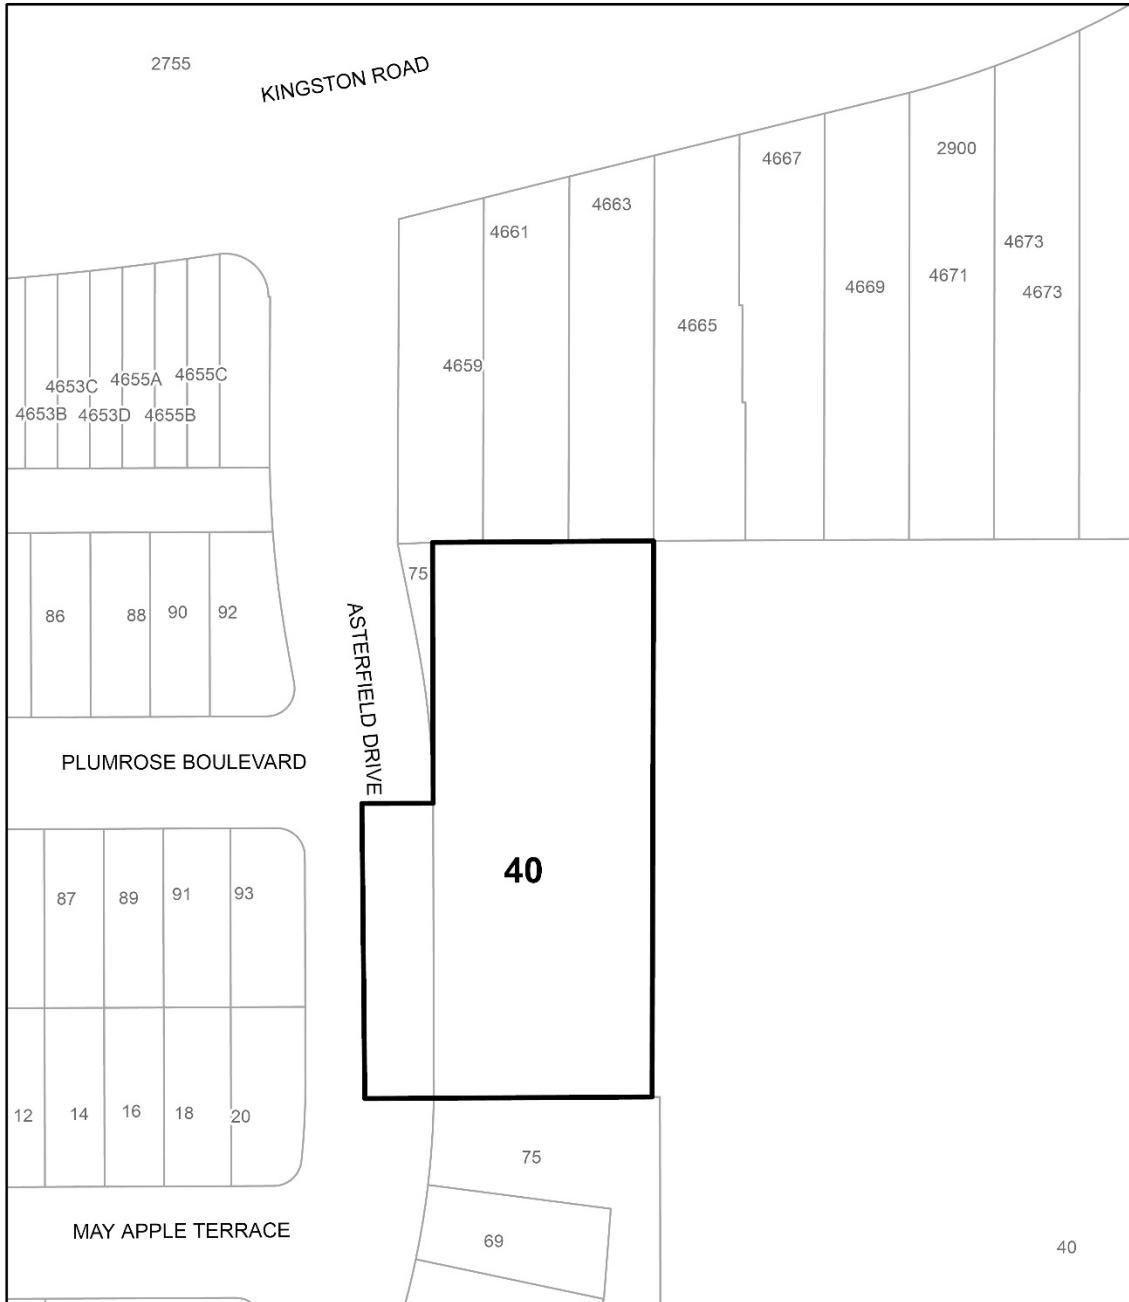 2755
KINGSTON ROAD
4667
2900
4663
4661
4673
4671
4669
4673
4665
4659
4653C
4655A
4655C
4653B
4653D
4655B
75
86
88
90
92
ASTERFIELD DRIVE
PLUMROSE BOULEVARD
40
87
89
91
93
12
14
16
18
20
75
MAY APPLE TERRACE
69
40